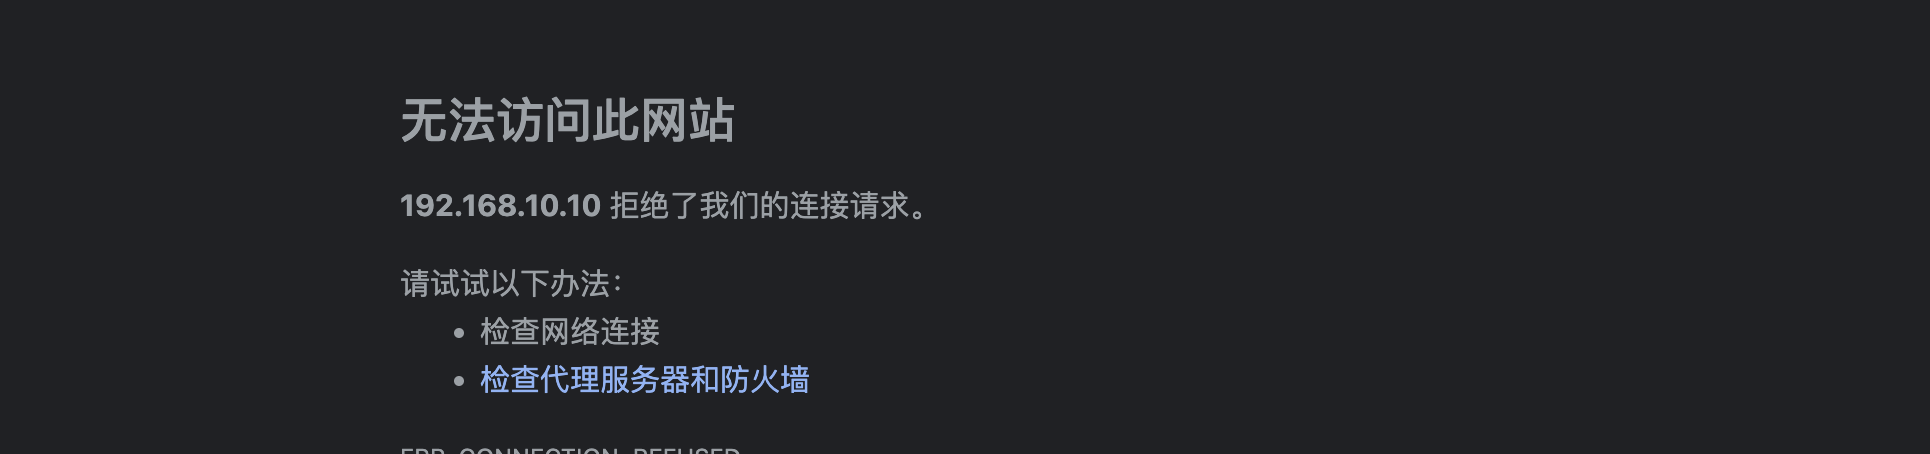 无法访问此网站
192.168.10.10 拒绝了我们的连接请求。
请试试以下办法：
检查网络连接
检查代理服务器和防火墙
ERR_CONNECTION_REFUSED